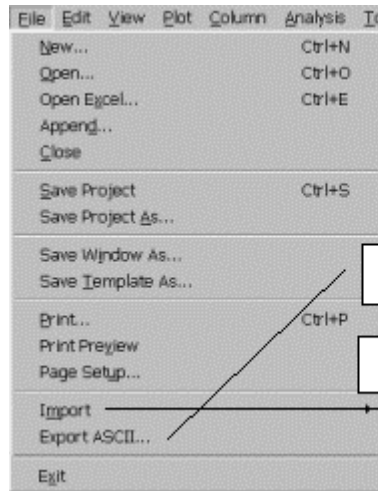 File Edit View Plot Column Analysis
New... Ctrl+N
Open... Ctrl+O
Open Excel... Ctrl+E
Append...
Close
Save Project Ctrl+S
Save Project As...
Save Window As...
Save Template As...
Print... Ctrl+P
Print Preview
Page Setup...
Import
Export ASCII...
Exit